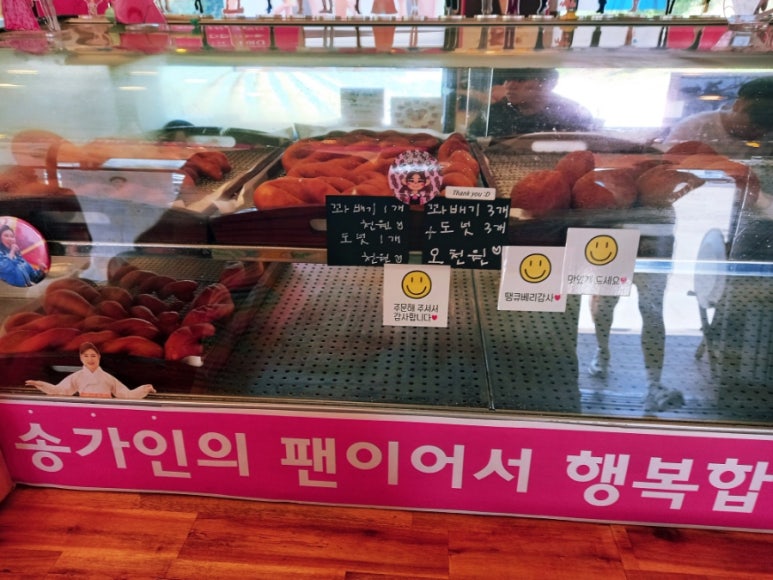 Thank you :D
꽈배기 1개
천원
도넛 1개
천원
꽈배기 3개
+도넛 3개
오천원
주문해 주셔서
감사합니다♥
땡큐베리감사♥
맛있게 드세요♥
송가인의 팬이어서 행복합